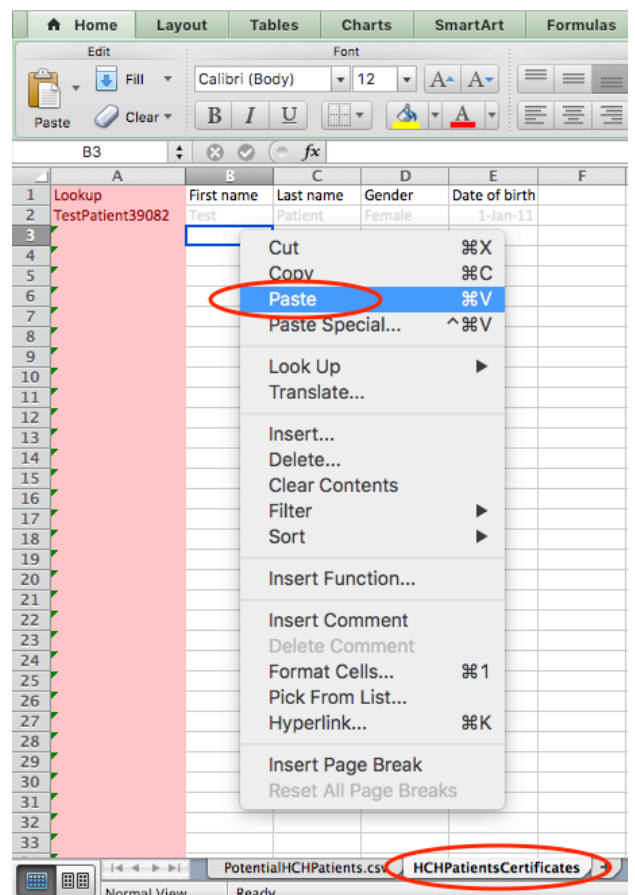 Home Layout Tables Charts SmartArt Formulas
Edit Font
Fill Calibri (Body) 12 A A
Paste Clear B I U A
B3 fx
A B C D E F
1 Lookup First name Last name Gender Date of birth
2 TestPatient39082 Test Patient Female 1-Jan-11
3
4 Cut ⌘X
5 Copy ⌘C
6 Paste ⌘V
7 Paste Special... ^⌘V
8
9 Look Up
10
11 Translate...
12
13 Insert...
14 Delete...
15 Clear Contents
16
17 Filter
18 Sort
19
20 Insert Function...
21
22 Insert Comment
23 Delete Comment
24
25 Format Cells... ⌘1
26 Pick From List...
27 Hyperlink... ⌘K
28
29 Insert Page Break
30 Reset All Page Breaks
31
32
33
PotentialHCHPatients.csv HCHPatientsCertificates +
Normal View Ready